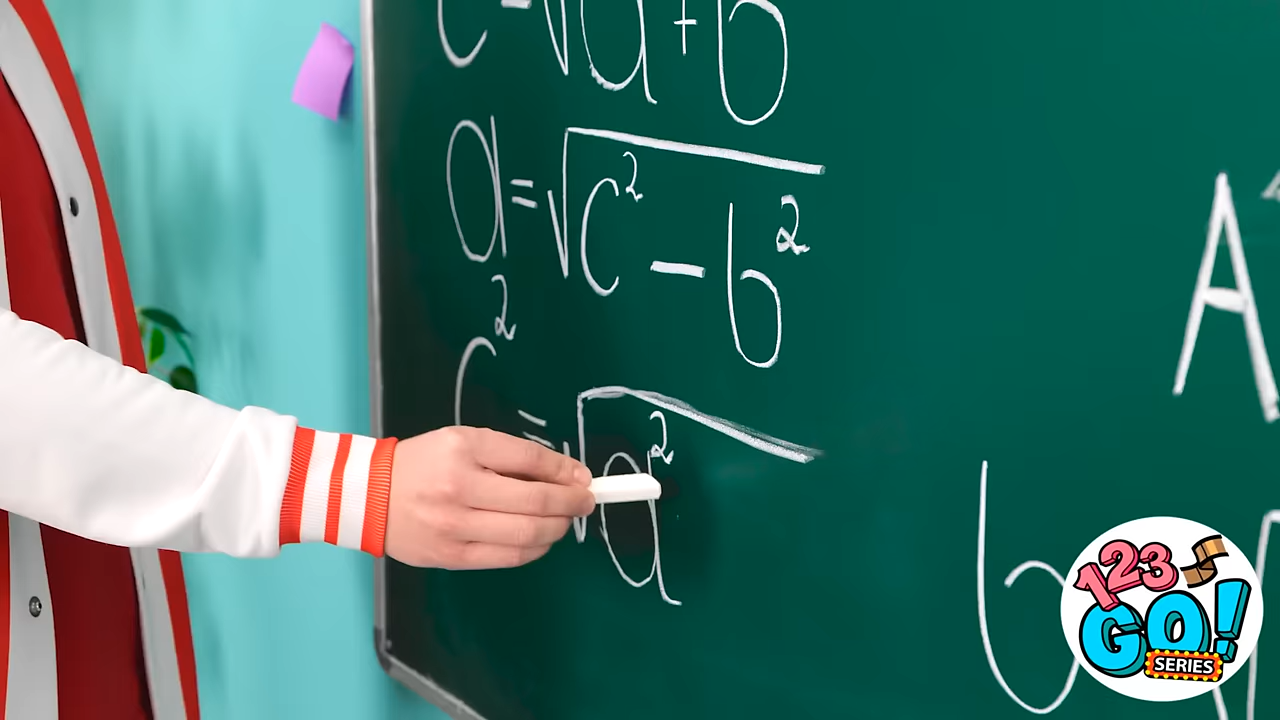 c = √a + b
a = √c² - b²
c² = √a²
A
b
123
GO!
SERIES